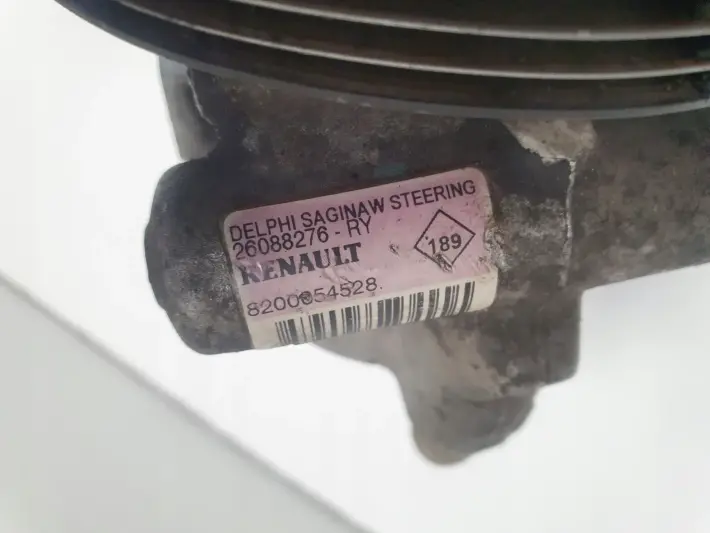 DELPHI SAGINAW STEERING
26088276 - RY
189
RENAULT
8200054528